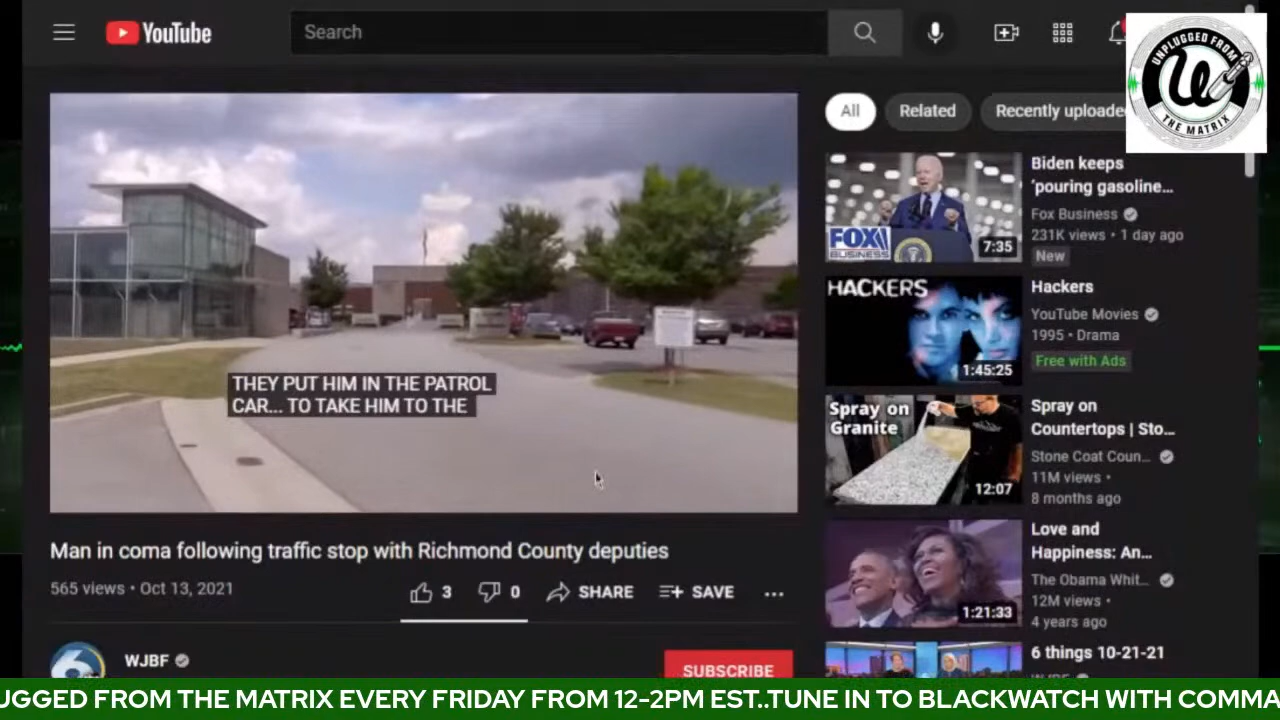 YouTube
Search
UNPLUGGED FROM
THE MATRIX
All
Related
Recently uploade
THEY PUT HIM IN THE PATROL
CAR... TO TAKE HIM TO THE
Man in coma following traffic stop with Richmond County deputies
565 views • Oct 13, 2021
3
0
SHARE
SAVE
WJBF
SUBSCRIBE
FOX
BUSINESS
7:35
Biden keeps
'pouring gasoline...
Fox Business
231K views • 1 day ago
New
HACKERS
1:45:25
Hackers
YouTube Movies
1995 • Drama
Free with Ads
Spray on
Granite
12:07
Spray on
Countertops | Sto...
Stone Coat Coun...
11M views •
8 months ago
1:21:33
Love and
Happiness: An...
The Obama Whit...
12M views •
4 years ago
6 things 10-21-21
UGGED FROM THE MATRIX EVERY FRIDAY FROM 12-2PM EST..TUNE IN TO BLACKWATCH WITH COMMA